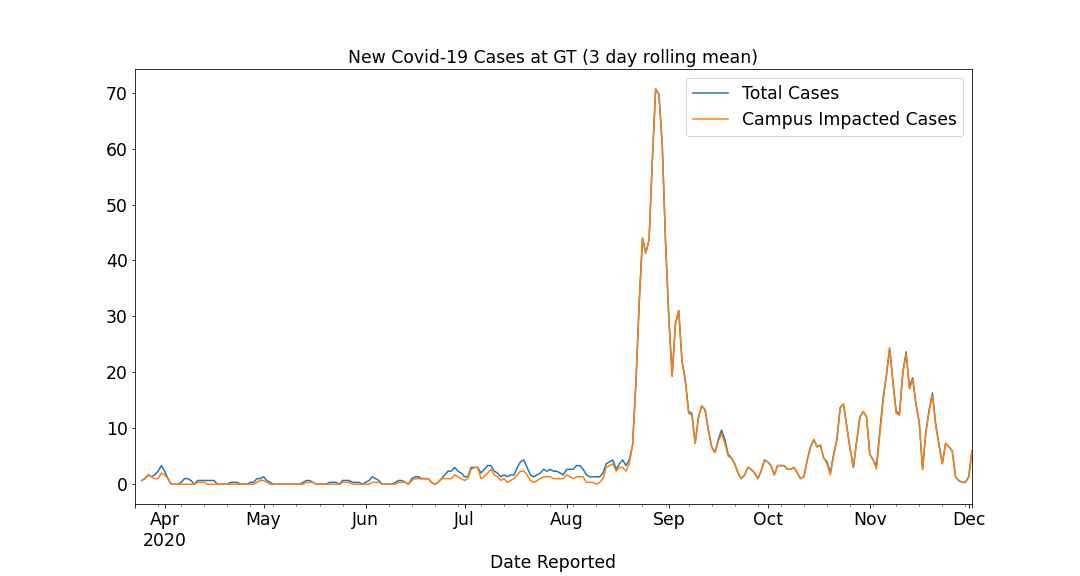 New Covid-19 Cases at GT (3 day rolling mean)
Total Cases
Campus Impacted Cases
70
60
50
40
30
20
10
0
Apr May Jun Jul Aug Sep Oct Nov Dec
2020
Date Reported